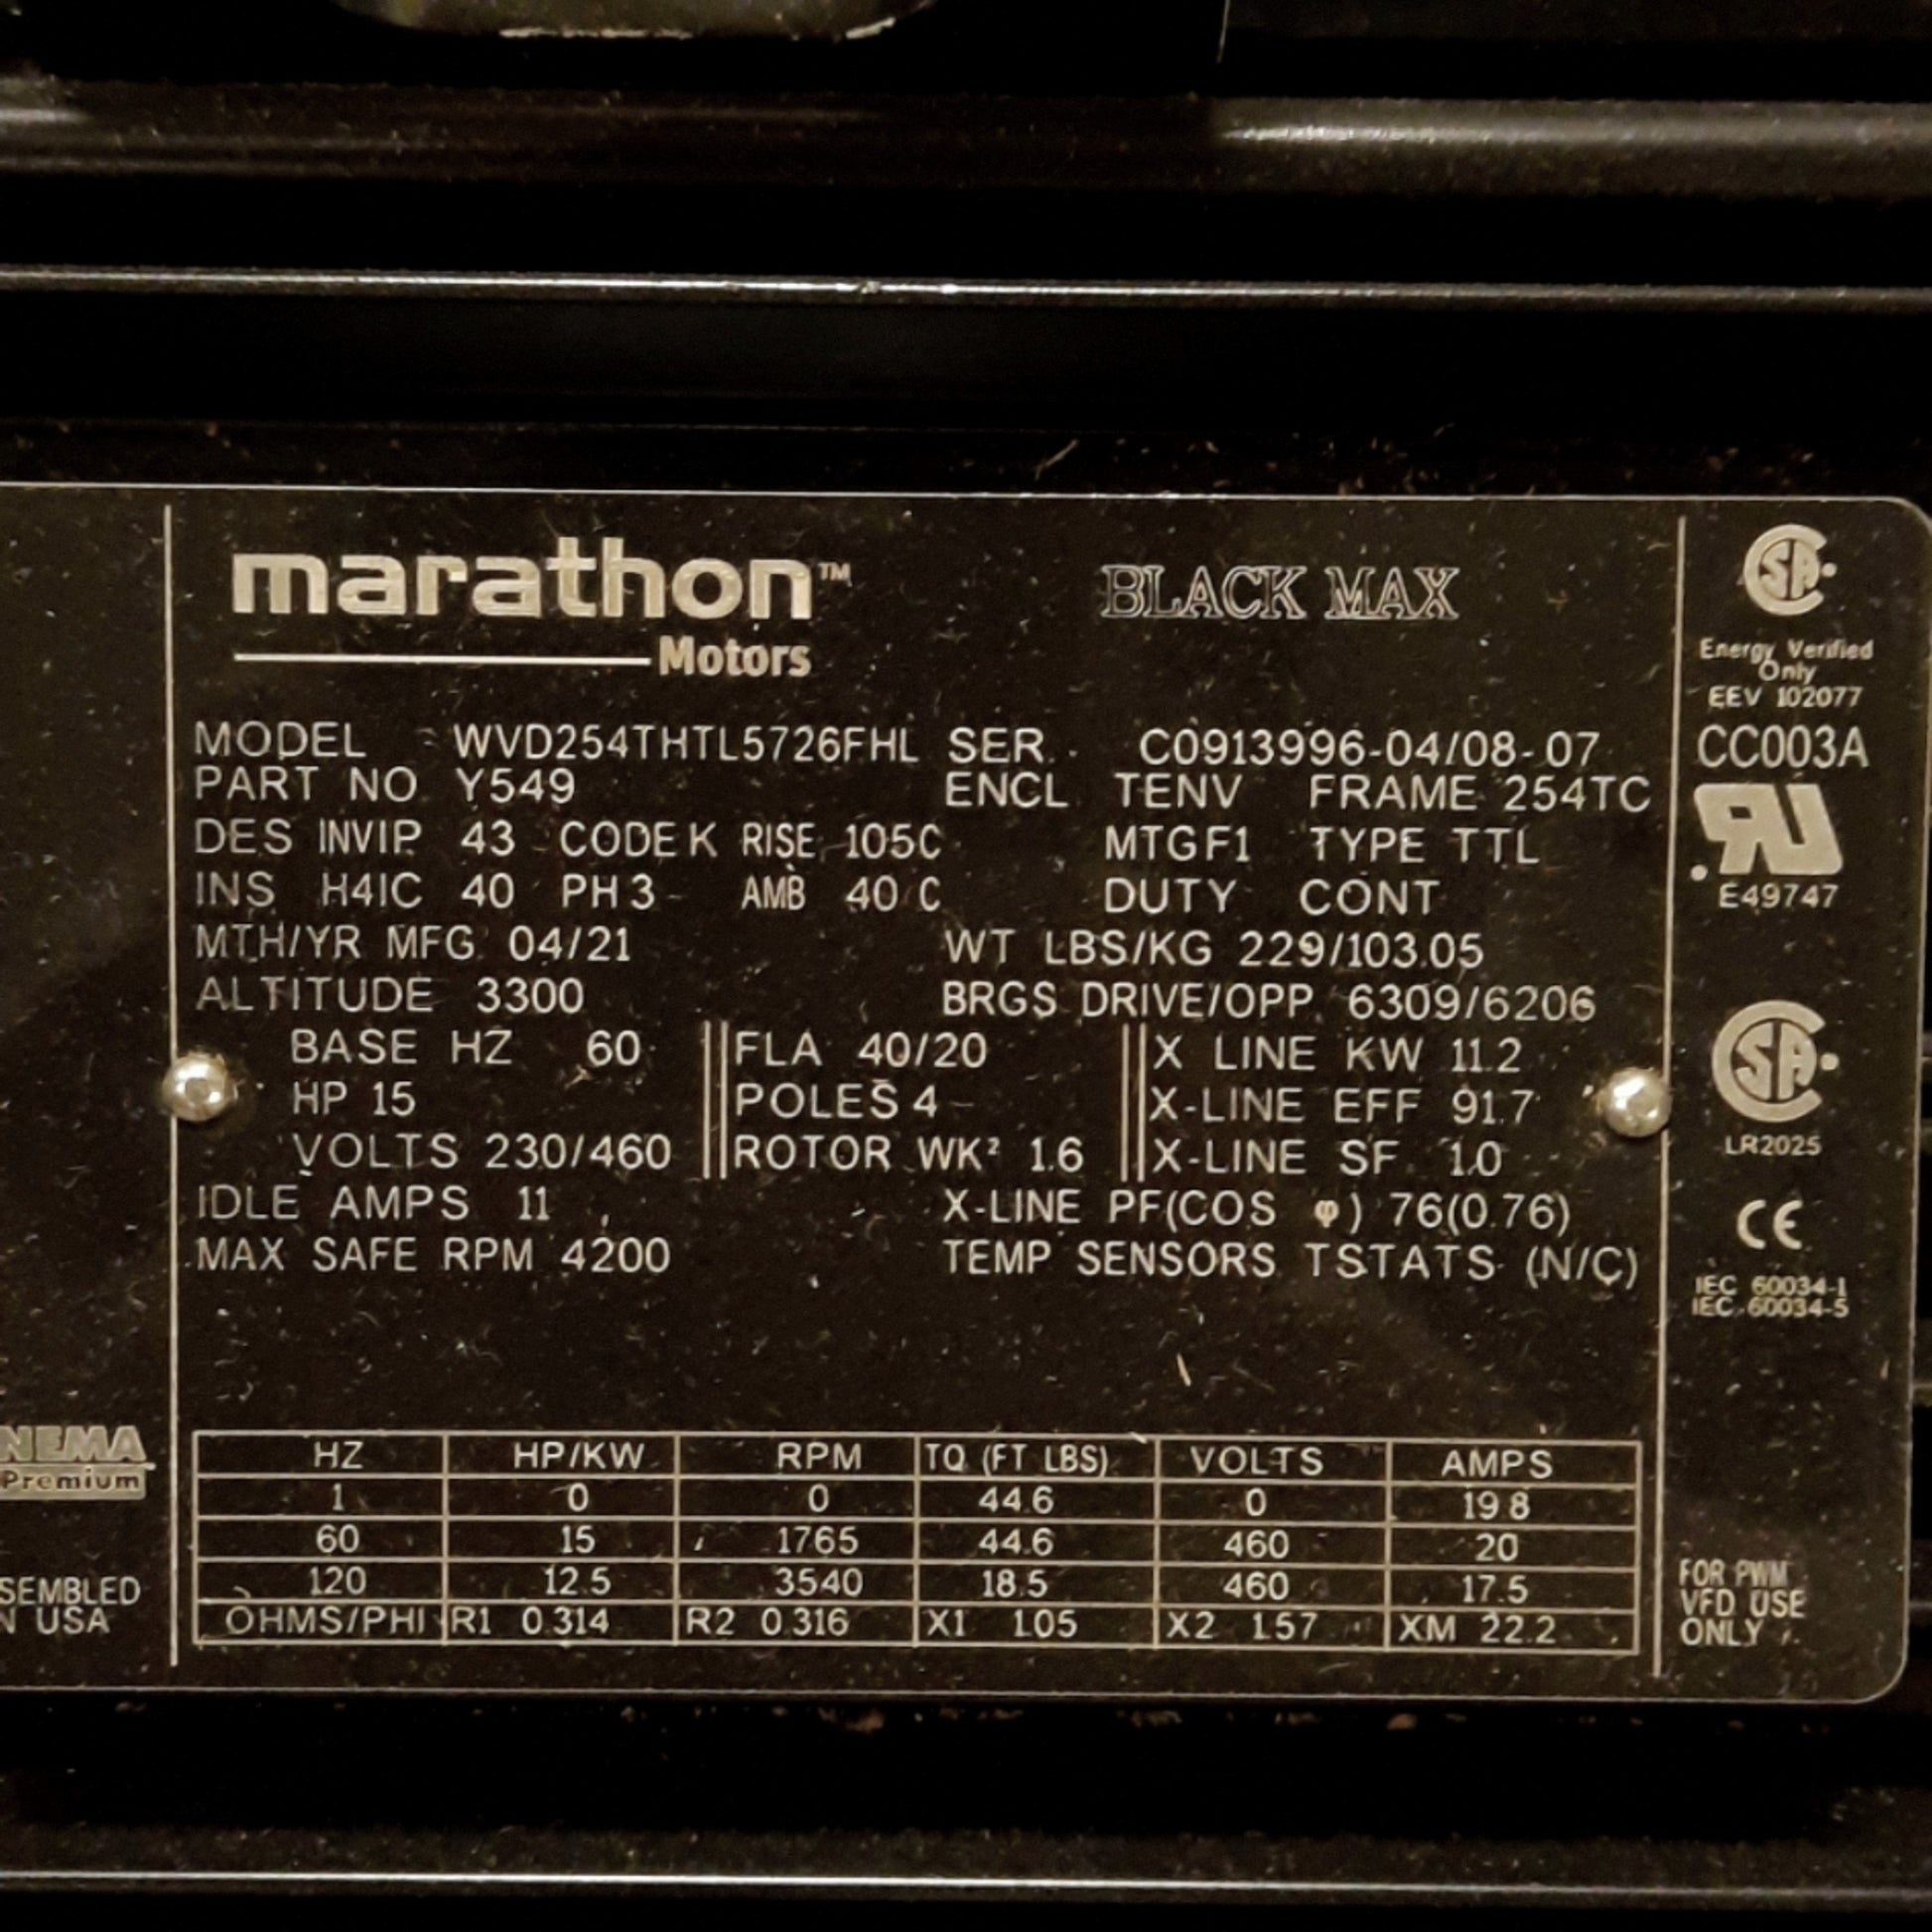 marathon™
Motors
BLACK MAX
MODEL WVD254THTL5726FHL SER. C0913996-04/08-07
PART NO Y549 ENCL TENV FRAME 254TC
DES INV IP 43 CODE K RISE 105C MTG F1 TYPE TTL
INS H4 IC 40 PH 3 AMB 40 C DUTY CONT
MTH/YR MFG 04/21 WT LBS/KG 229/103.05
ALTITUDE 3300 BRGS DRIVE/OPP 6309/6206
BASE HZ 60 FLA 40/20 X LINE KW 11.2
HP 15 POLES 4 X-LINE EFF 91.7
VOLTS 230/460 ROTOR WK² 1.6 X-LINE SF 1.0
IDLE AMPS 11 X-LINE PF(COS φ) 76(0.76)
MAX SAFE RPM 4200 TEMP SENSORS TSTATS (N/C)
HZ HP/KW RPM TQ (FT LBS) VOLTS AMPS
1 0 0 44.6 0 19.8
60 15 1765 44.6 460 20
120 12.5 3540 18.5 460 17.5
OHMS/PHI R1 0.314 R2 0.316 X1 1.05 X2 1.57 XM 22.2
NEMA
Premium
SEMBLED
N USA
SA
Energy Verified
Only
EEV 102077
CC003A
RU
E49747
SA
LR2025
CE
IEC 60034-1
IEC 60034-5
FOR PWM
VFD USE
ONLY